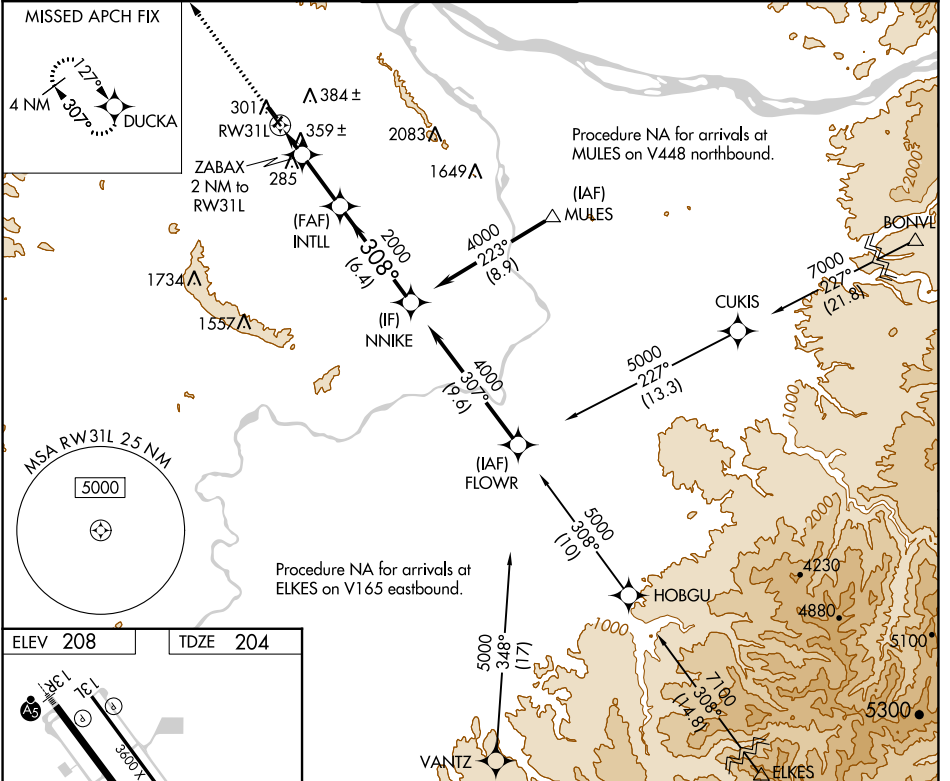 MISSED APCH FIX
127°
4 NM
307°
DUCKA
301
384 ±
RW31L
359 ±
2083
ZABAX
2 NM to
RW31L
285
1649
Procedure NA for arrivals at
MULES on V448 northbound.
(FAF)
INTLL
(IAF)
MULES
2000
308°
(6.4)
4000
223°
(8.9)
BONVL
2000
7000
227°
(21.8)
1734
1557
(IF)
NNIKE
CUKIS
4000
307°
(9.6)
5000
227°
(13.3)
1000
MSA RW31L 25 NM
5000
(IAF)
FLOWR
2000
5000
308°
(10)
Procedure NA for arrivals at
ELKES on V165 eastbound.
4230
HOBGU
4880
1000
5100
5000
348°
(17)
7100
308°
(14.8)
5300
VANTZ
ELKES
ELEV 208
TDZE 204
13R
13L
A5
P
P
3600 X